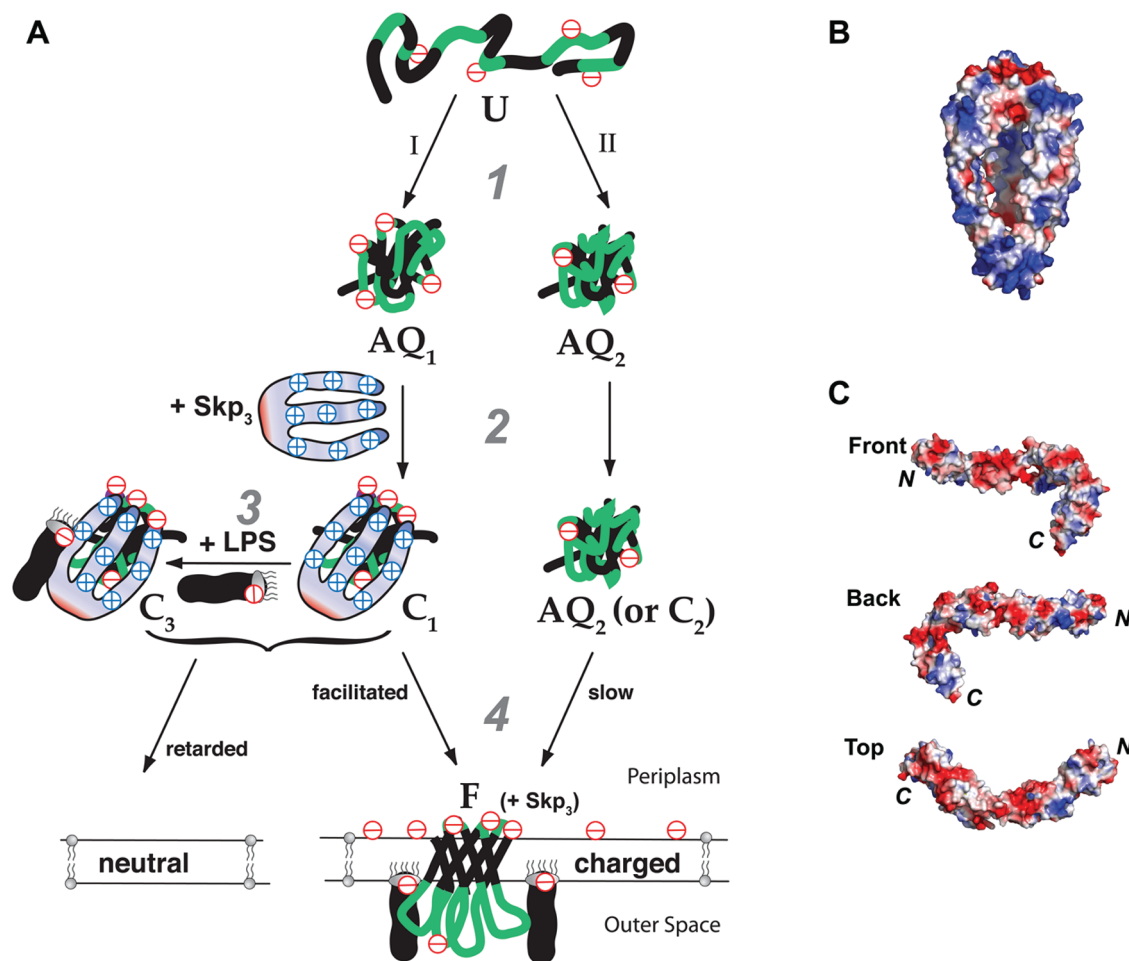 A
U
I
II
1
AQ₁
AQ₂
+ Skp₃
2
3
+ LPS
C₃
C₁
AQ₂ (or C₂)
facilitated
4
slow
retarded
Periplasm
F (+ Skp₃)
neutral
charged
Outer Space
B
C
Front
N
C
Back
N
C
Top
N
C